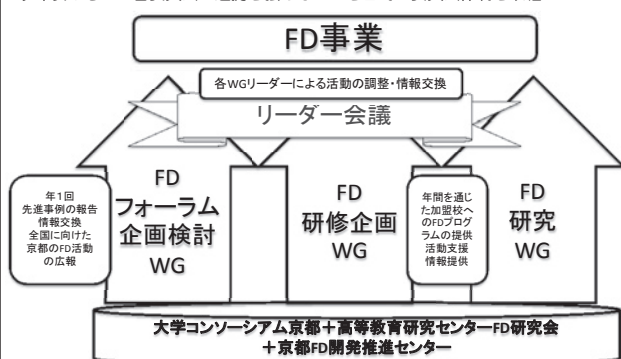 FD事業
各WGリーダーによる活動の調整・情報交換
リーダー会議
FD
フォーラム
企画検討
WG
年1回
先進事例の報告
情報交換
全国に向けた
京都のFD活動
の広報
FD
研修企画
WG
年間を通じ
た加盟校へ
のFDプログ
ラムの提供
活動支援
情報提供
FD
研究
WG
大学コンソーシアム京都＋高等教育研究センターFD研究会
＋京都FD開発推進センター